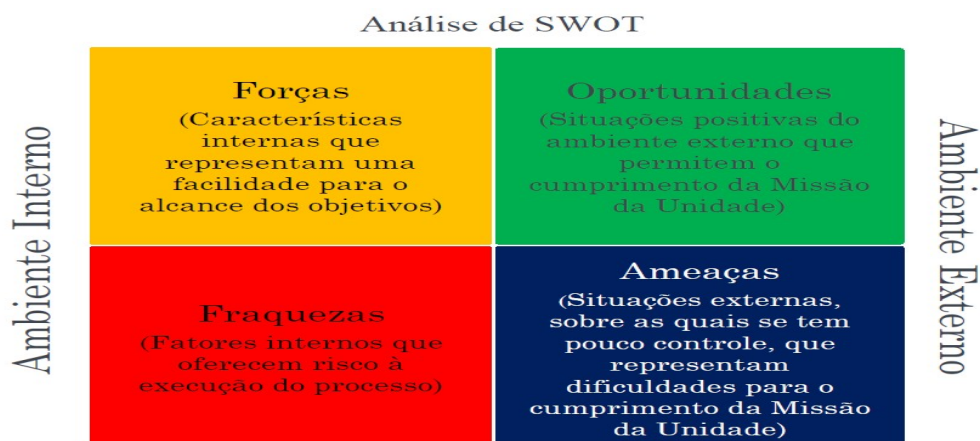 Análise de SWOT
Ambiente Interno
Forças
(Características
internas que
representam uma
facilidade para o
alcance dos objetivos)
Oportunidades
(Situações positivas do
ambiente externo que
permitem o
cumprimento da Missão
da Unidade)
Fraquezas
(Fatores internos que
oferecem risco à
execução do processo)
Ameaças
(Situações externas,
sobre as quais se tem
pouco controle, que
representam
dificuldades para o
cumprimento da Missão
da Unidade)
Ambiente Externo